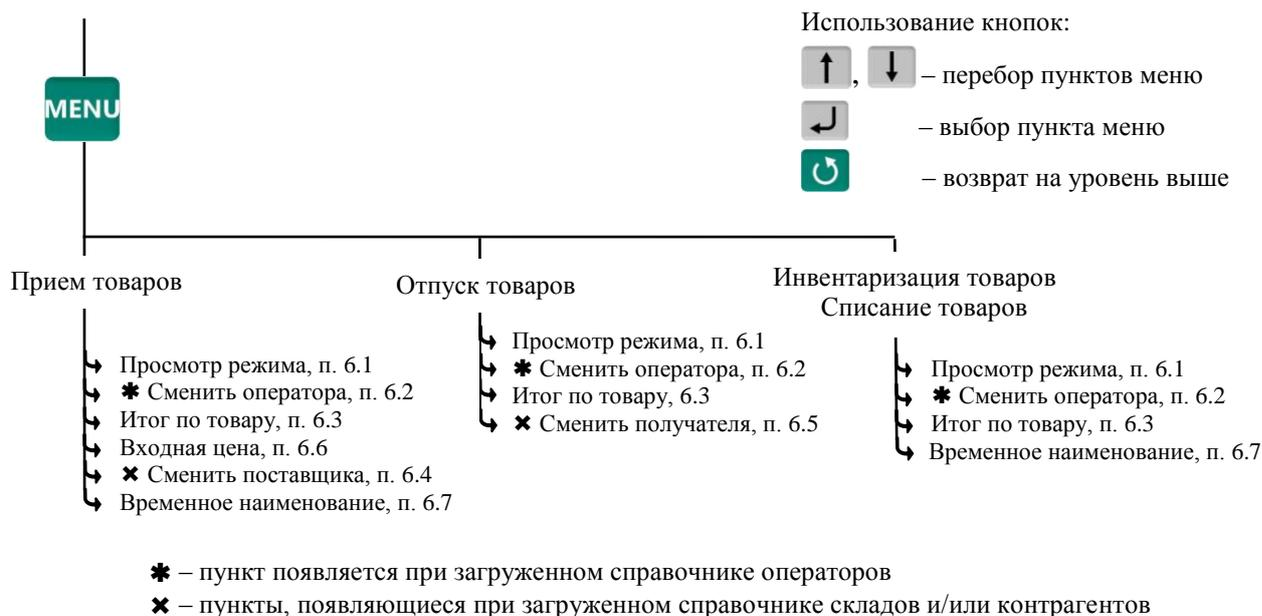 Использование кнопок:
↑, ↓ – перебор пунктов меню
MENU
– выбор пункта меню
– возврат на уровень выше
Прием товаров
Просмотр режима, п. 6.1
✱ Сменить оператора, п. 6.2
Итог по товару, п. 6.3
Входная цена, п. 6.6
✖ Сменить поставщика, п. 6.4
Временное наименование, п. 6.7
Отпуск товаров
Просмотр режима, п. 6.1
✱ Сменить оператора, п. 6.2
Итог по товару, 6.3
✖ Сменить получателя, п. 6.5
Инвентаризация товаров
Списание товаров
Просмотр режима, п. 6.1
✱ Сменить оператора, п. 6.2
Итог по товару, п. 6.3
Временное наименование, п. 6.7
✱ – пункт появляется при загруженном справочнике операторов
✖ – пункты, появляющиеся при загруженном справочнике складов и/или контрагентов